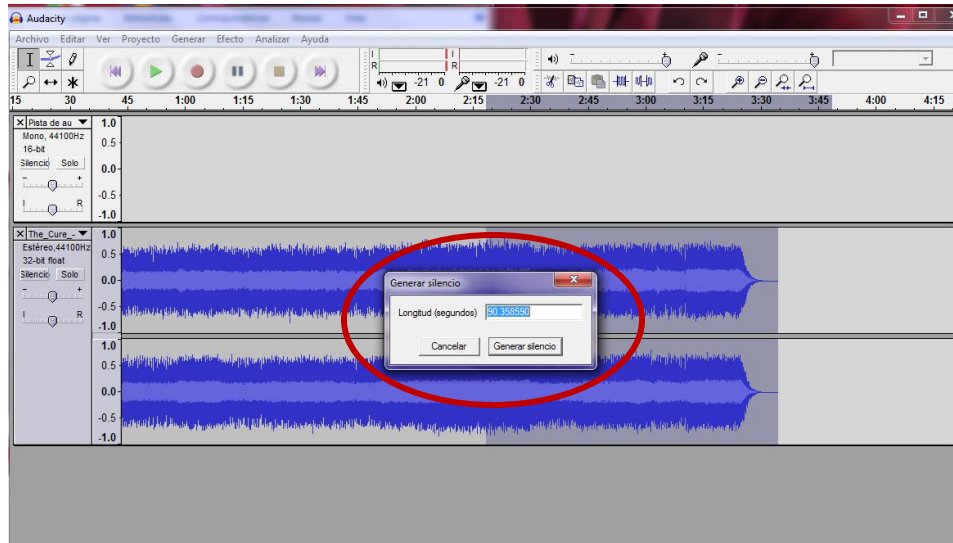 Audacity
Archivo Editar Ver Proyecto Generar Efecto Analizar Ayuda
I
L
R R
-21 0 -21 0
15 30 45 1:00 1:15 1:30 1:45 2:00 2:15 2:30 2:45 3:00 3:15 3:30 3:45 4:00 4:15
X Pista de au
Mono, 44100Hz
16-bit
Silencio Solo
- +
L R
1.0
0.5
0.0
-0.5
-1.0
X The_Cure_-
Estéreo,44100Hz
32-bit float
Silencio Solo
- +
L R
1.0
0.5
0.0
-0.5
-1.0
1.0
0.5
0.0
-0.5
-1.0
Generar silencio
Longitud (segundos) 90.358590
Cancelar Generar silencio